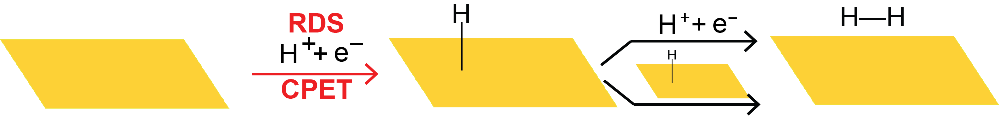 RDS
H⁺+ e⁻
CPET
H
H⁺+ e⁻
H
H—H